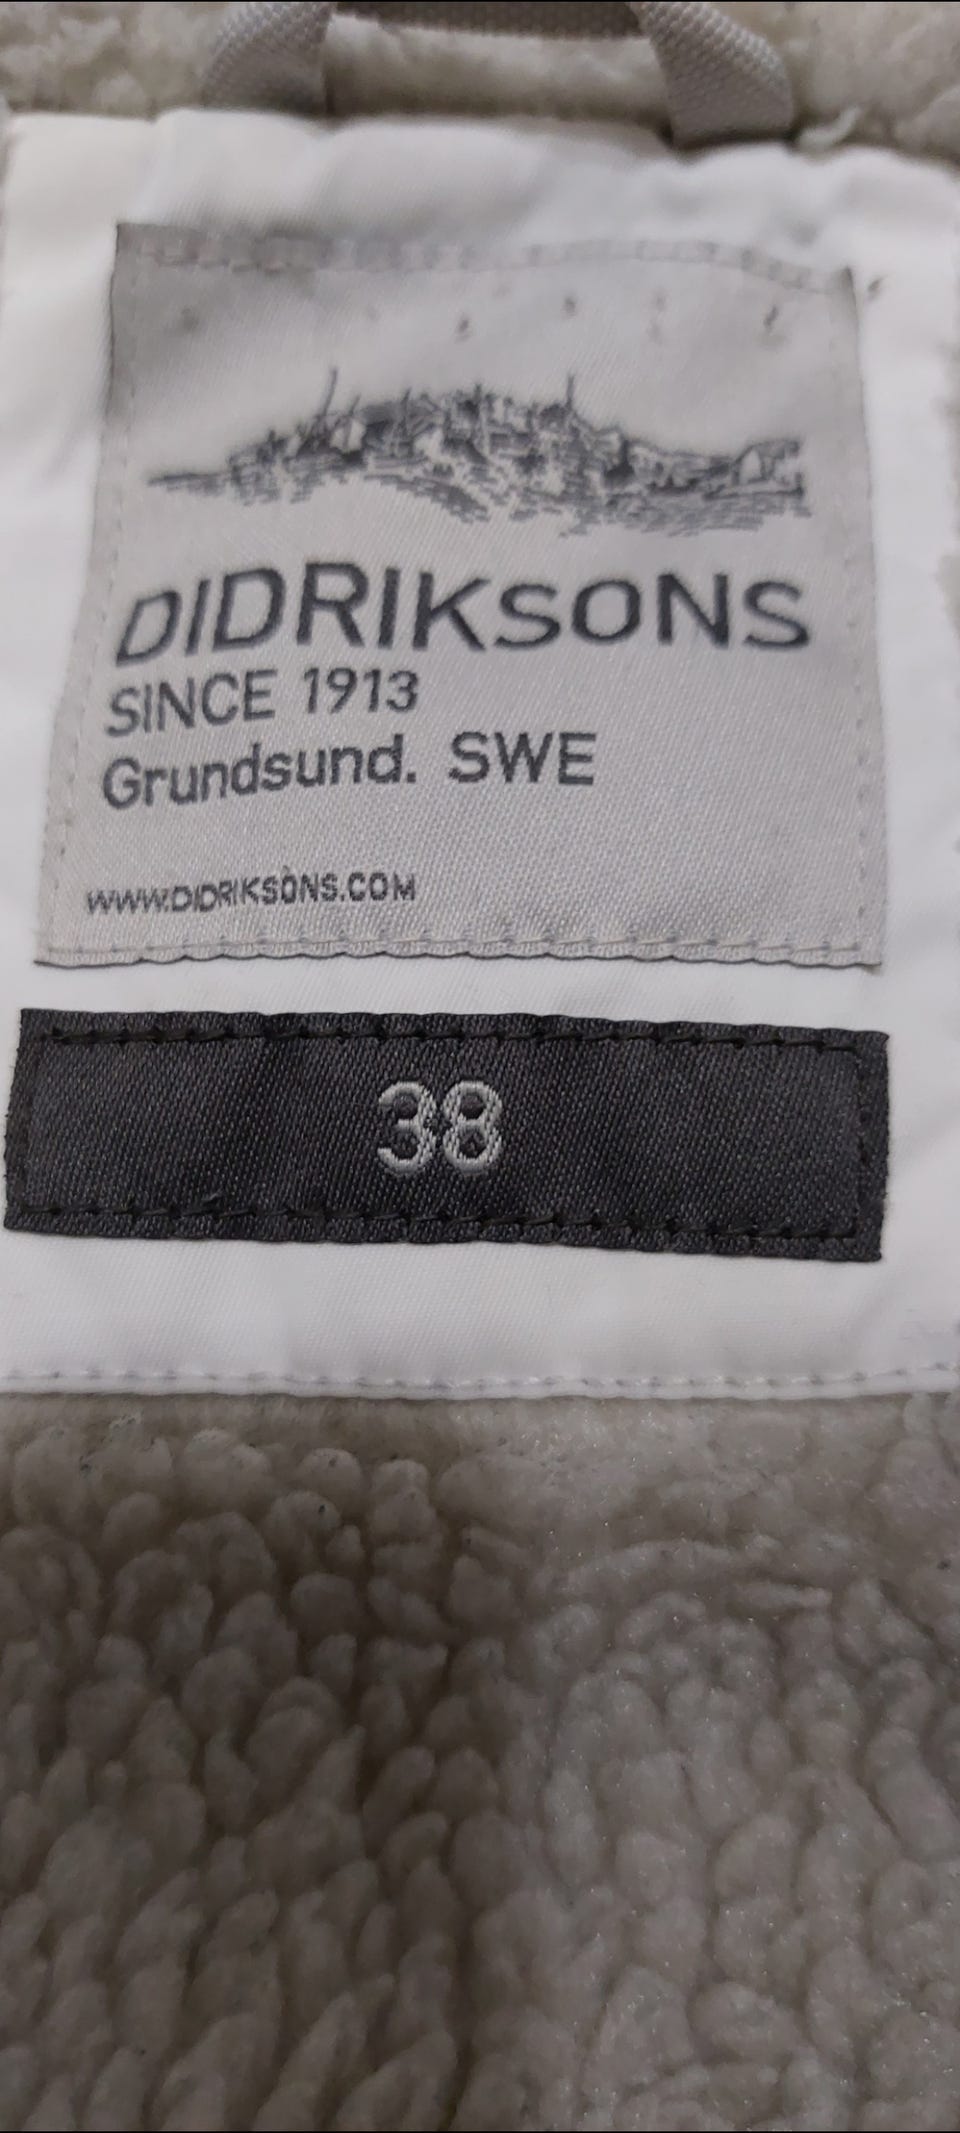 DIDRIKSONS
SINCE 1913
Grundsund. SWE
WWW.DIDRIKSONS.COM
38